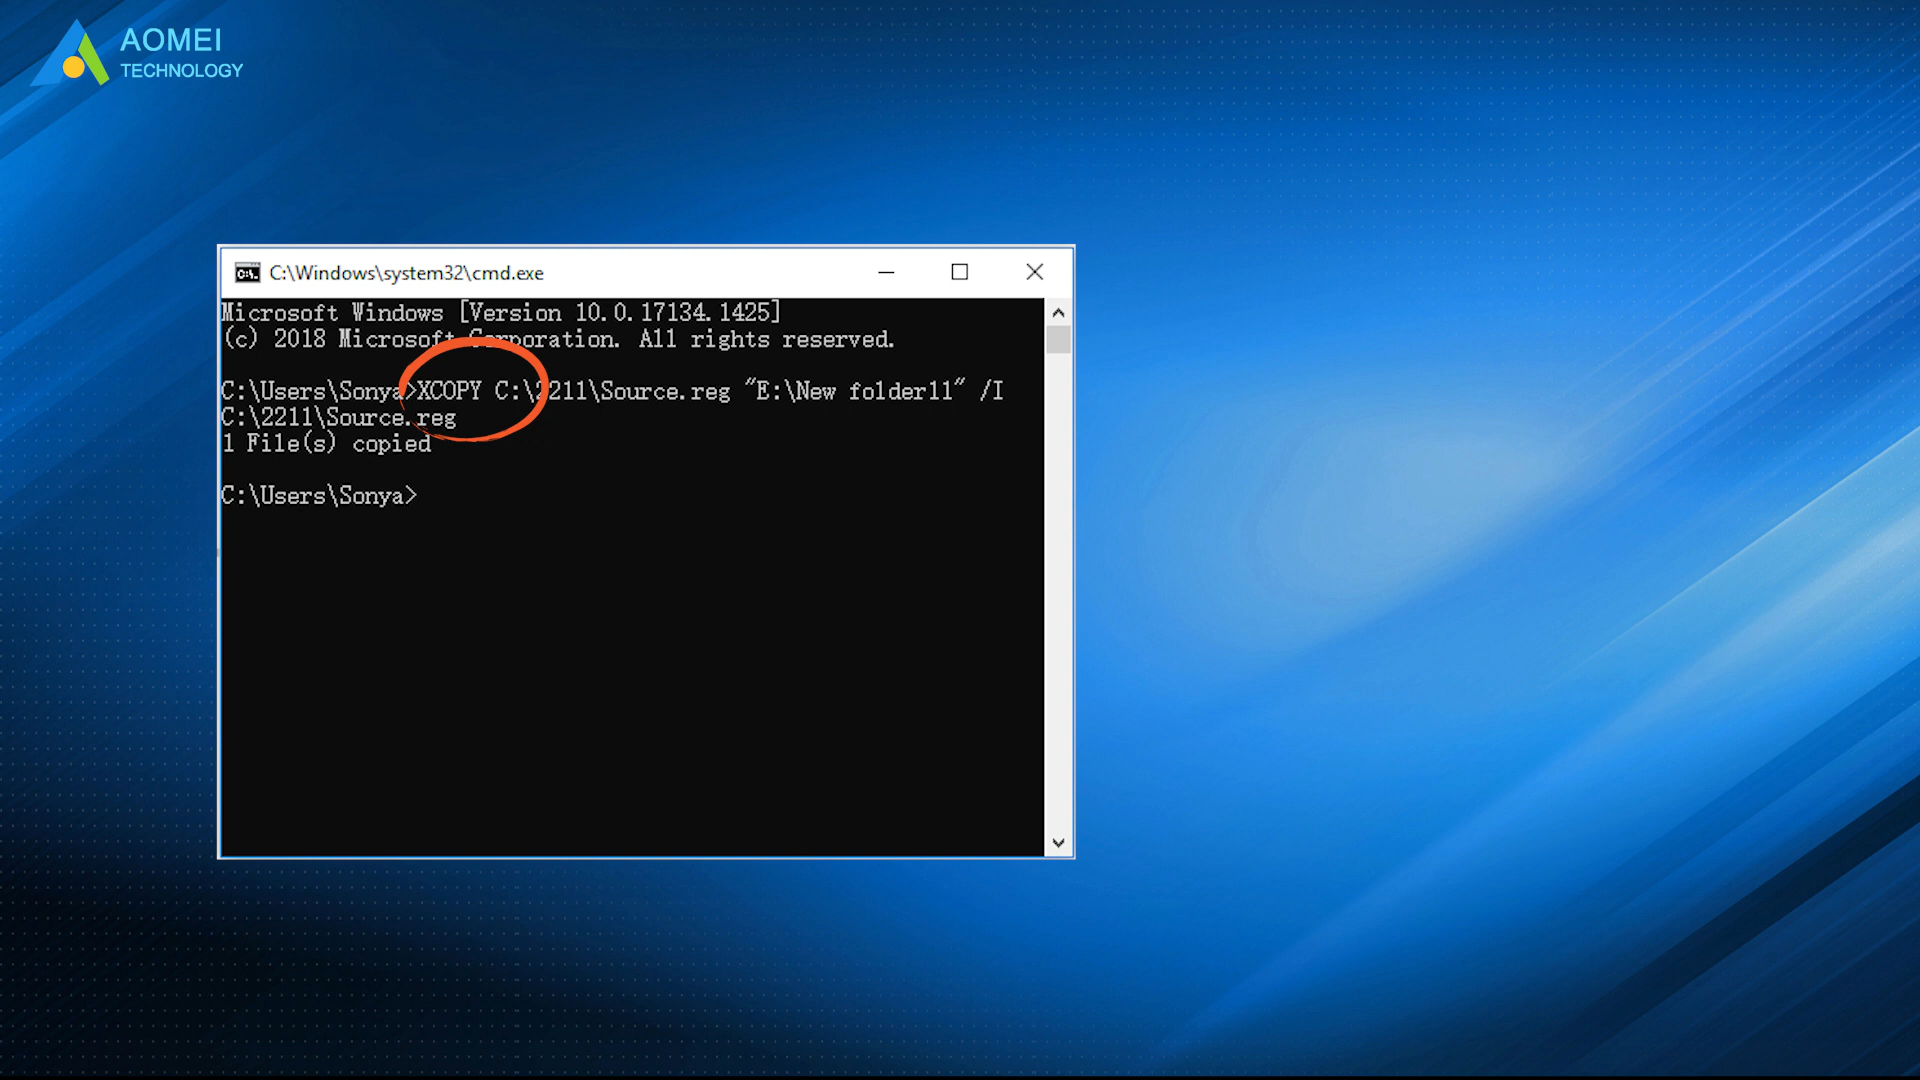 AOMEI
TECHNOLOGY
C:\Windows\system32\cmd.exe
Microsoft Windows [Version 10.0.17134.1425]
(c) 2018 Microsoft Corporation. All rights reserved.
C:\Users\Sonya>XCOPY C:\2211\Source.reg "E:\New folder11" /I
C:\2211\Source.reg
1 File(s) copied
C:\Users\Sonya>